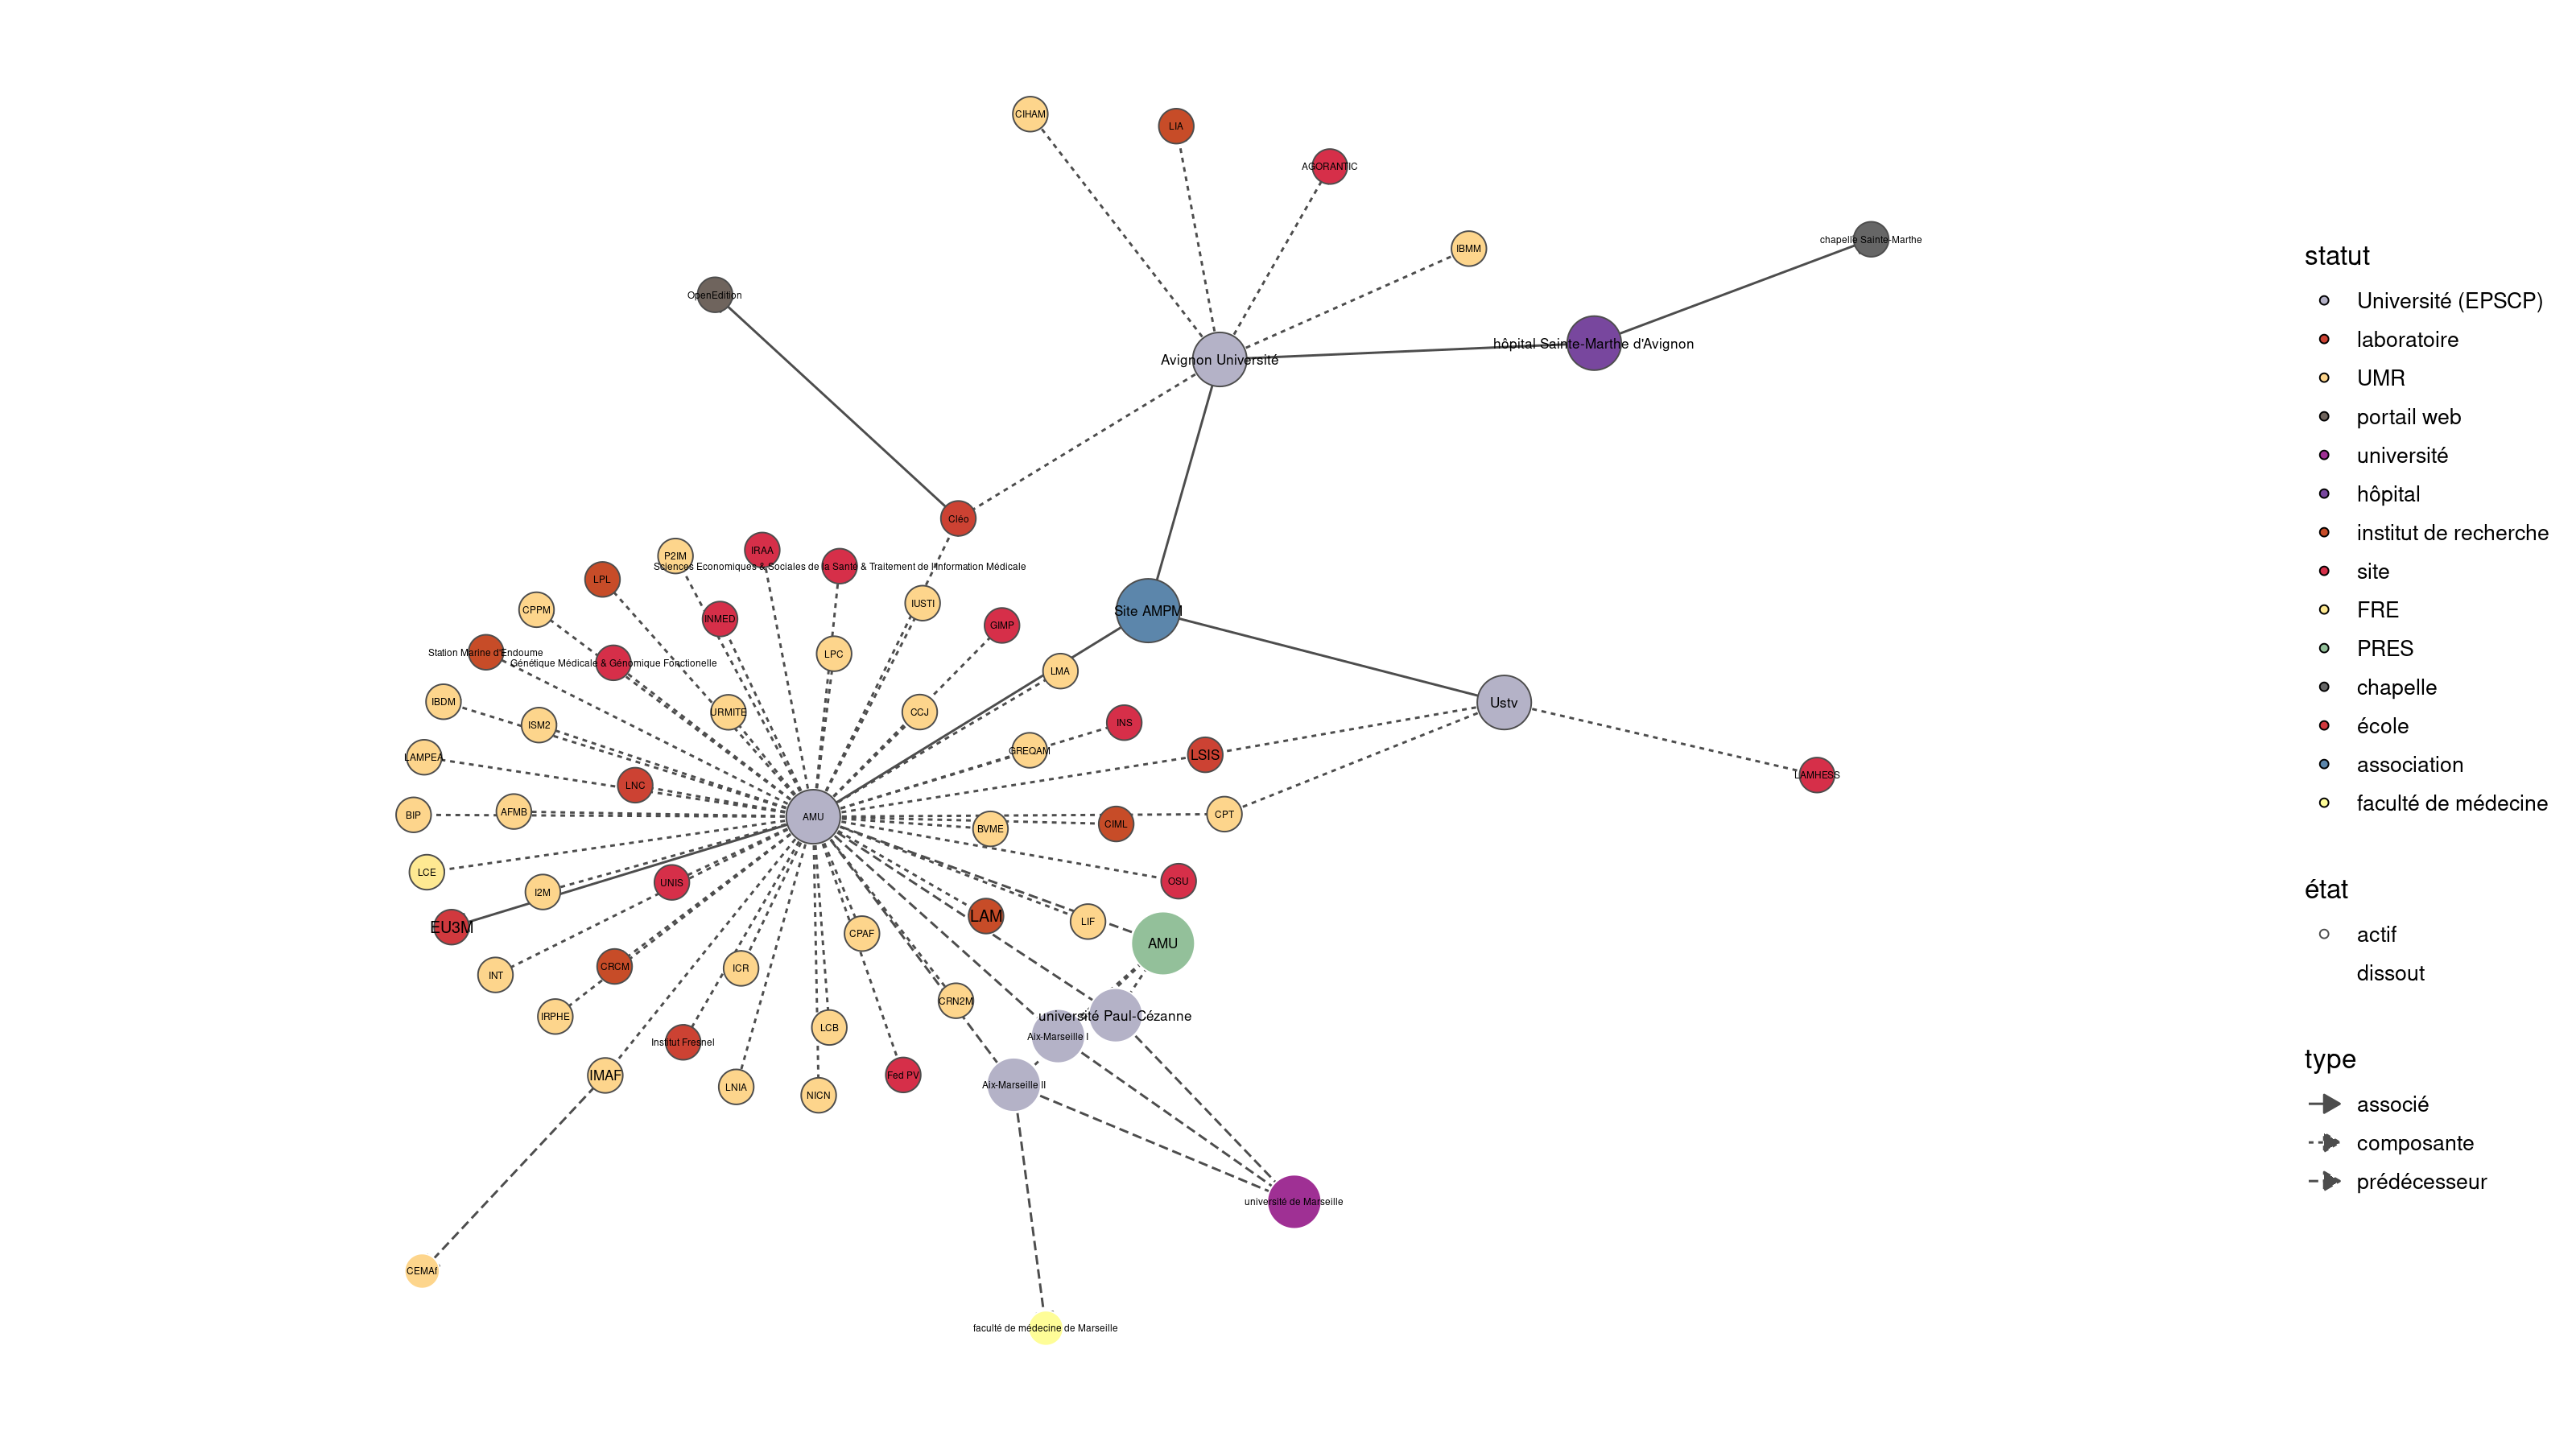 CIHAM
LIA
AGORANTIC
IBMM
chapelle Sainte-Marthe
OpenEdition
hôpital Sainte-Marthe d'Avignon
Avignon Université
Cléo
P2IM
IRAA
Sciences Economiques & Sociales de la Santé & Traitement de l'Information Médicale
LPL
CPPM
IUSTI
Site AMPM
INMED
GIMP
Station Marine d'Endoume
LPC
Génétique Médicale & Génomique Fonctionelle
LMA
IBDM
Ustv
URMITE
CCJ
ISM2
INS
GREQAM
LSIS
LAMPEA
LAMHESS
LNC
AFMB
BIP
AMU
CPT
CIML
BVME
LCE
UNIS
OSU
I2M
LAM
LIF
EU3M
CPAF
AMU
CRCM
ICR
INT
CRN2M
IRPHE
université Paul-Cézanne
LCB
Aix-Marseille I
Institut Fresnel
IMAF
Fed PV
LNIA
Aix-Marseille II
NICN
université de Marseille
CEMAf
faculté de médecine de Marseille
statut
Université (EPSCP)
laboratoire
UMR
portail web
université
hôpital
institut de recherche
site
FRE
PRES
chapelle
école
association
faculté de médecine
état
actif
dissout
type
associé
composante
prédécesseur